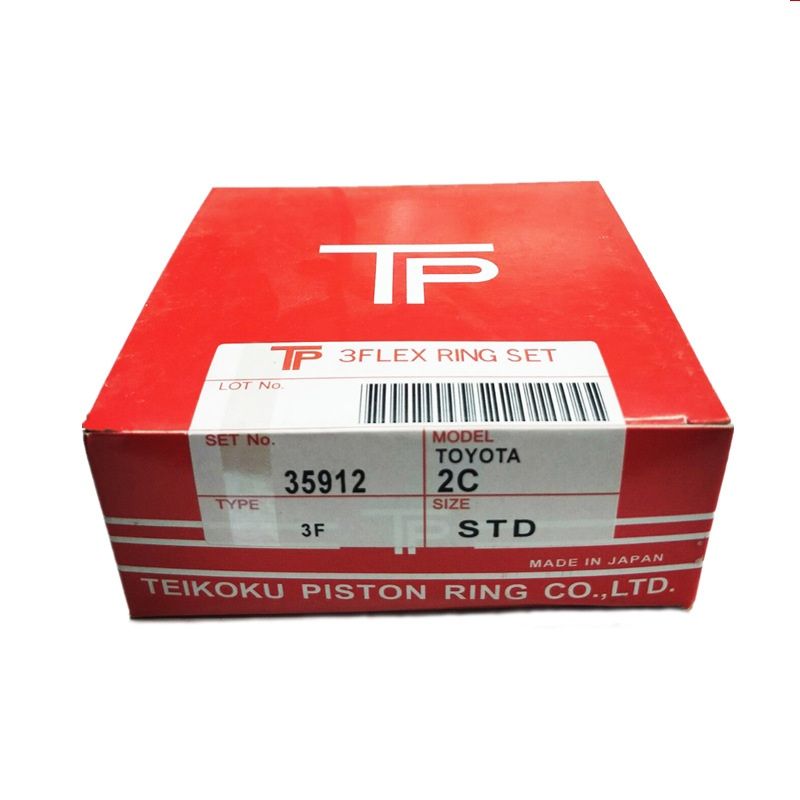 TP
TP 3FLEX RING SET
LOT No.
SET No.
35912
MODEL
TOYOTA
2C
TYPE
3F
SIZE
STD
TP
MADE IN JAPAN
TEIKOKU PISTON RING CO.,LTD.